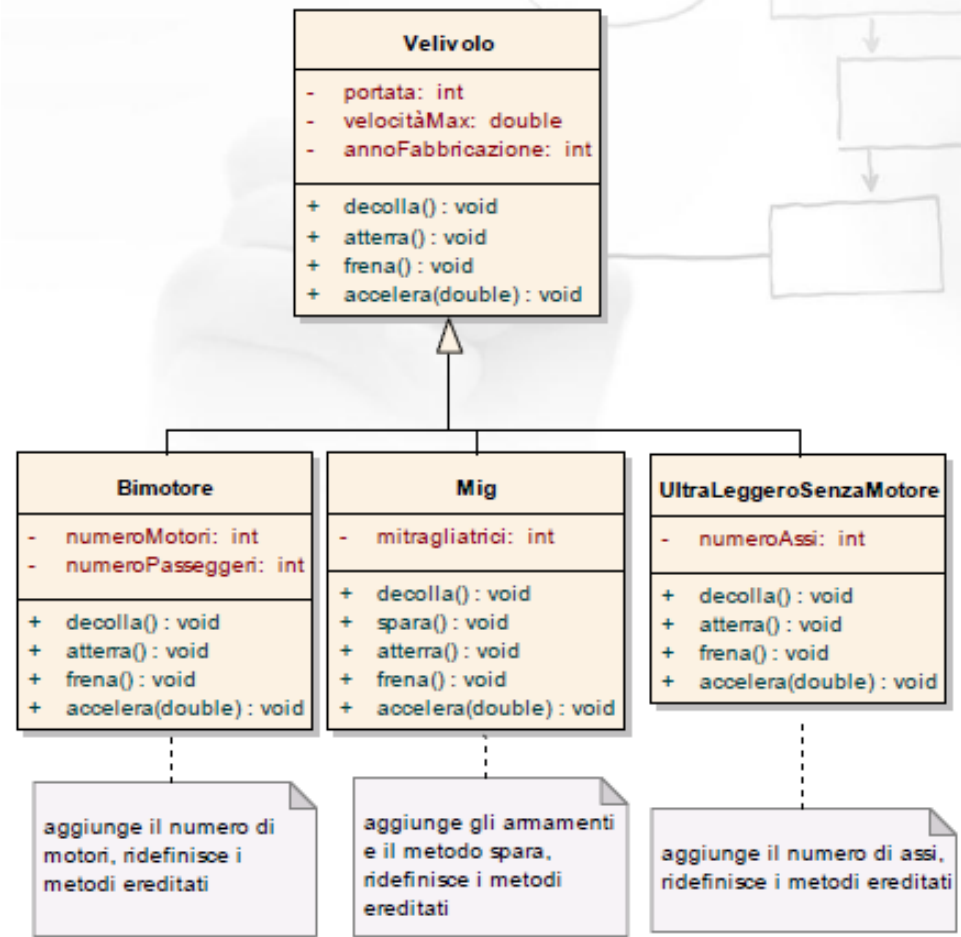 Velivolo
- portata: int
- velocitàMax: double
- annoFabbricazione: int
+ decolla() : void
+ atterra() : void
+ frena() : void
+ accelera(double) : void
Bimotore
- numeroMotori: int
- numeroPasseggeri: int
+ decolla() : void
+ atterra() : void
+ frena() : void
+ accelera(double) : void
Mig
- mitragliatrici: int
+ decolla() : void
+ spara() : void
+ atterra() : void
+ frena() : void
+ accelera(double) : void
UltraLeggeroSenzaMotore
- numeroAssi: int
+ decolla() : void
+ atterra() : void
+ frena() : void
+ accelera(double) : void
aggiunge il numero di
motori, ridefinisce i
metodi ereditati
aggiunge gli armamenti
e il metodo spara,
ridefinisce i metodi
ereditati
aggiunge il numero di assi,
ridefinisce i metodi ereditati